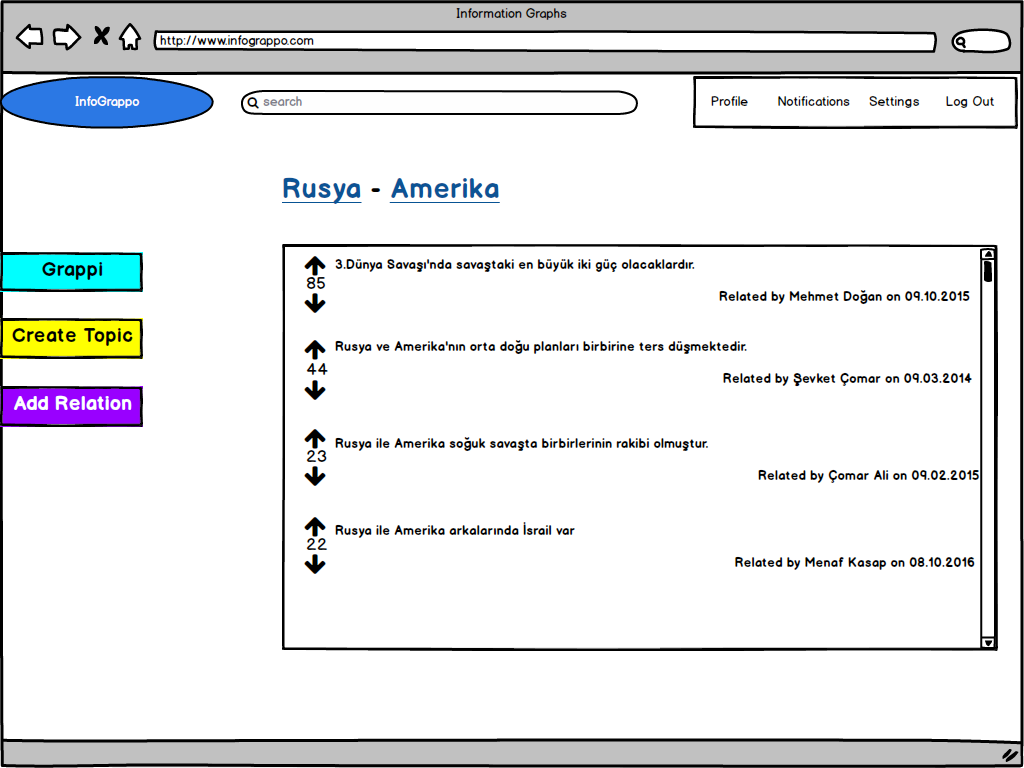 Information Graphs
http://www.infograppo.com
InfoGrappo
search
Profile Notifications Settings Log Out
Rusya - Amerika
Grappi
Create Topic
Add Relation
3.Dünya Savaşı'nda savaştaki en büyük iki güç olacaklardır.
85
Related by Mehmet Doğan on 09.10.2015
Rusya ve Amerika'nın orta doğu planları birbirine ters düşmektedir.
44
Related by Şevket Çomar on 09.03.2014
Rusya ile Amerika soğuk savaşta birbirlerinin rakibi olmuştur.
23
Related by Çomar Ali on 09.02.2015
Rusya ile Amerika arkalarında İsrail var
22
Related by Menaf Kasap on 08.10.2016